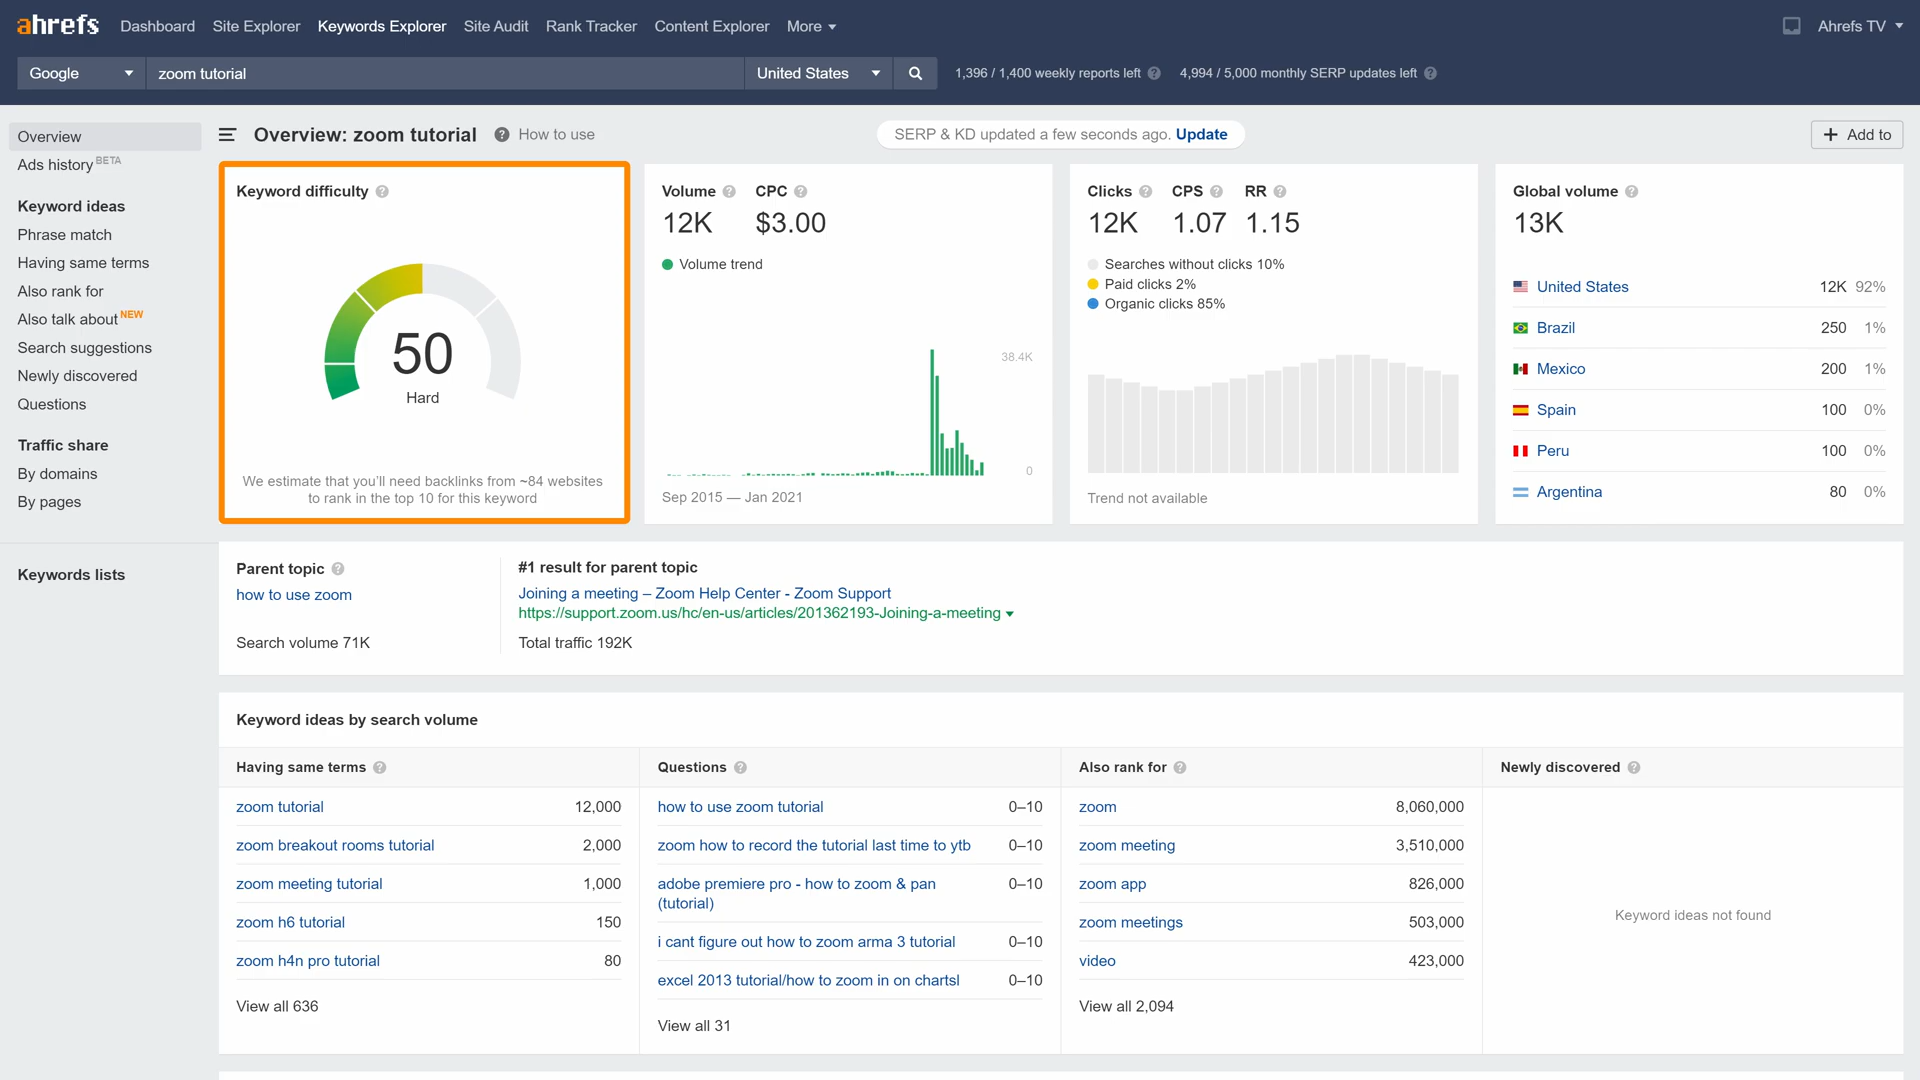 ahrefs Dashboard Site Explorer Keywords Explorer Site Audit Rank Tracker Content Explorer More Ahrefs TV
Google zoom tutorial United States 1,396 / 1,400 weekly reports left ? 4,994 / 5,000 monthly SERP updates left ?
Overview
Ads history BETA
Keyword ideas
Phrase match
Having same terms
Also rank for
Also talk about NEW
Search suggestions
Newly discovered
Questions
Traffic share
By domains
By pages
Keywords lists
Overview: zoom tutorial ? How to use
SERP & KD updated a few seconds ago. Update
+ Add to
Keyword difficulty ?
50
Hard
We estimate that you'll need backlinks from ~84 websites
to rank in the top 10 for this keyword
Volume ? CPC ?
12K $3.00
Volume trend
38.4K
0
Sep 2015 — Jan 2021
Clicks ? CPS ? RR ?
12K 1.07 1.15
Searches without clicks 10%
Paid clicks 2%
Organic clicks 85%
Trend not available
Global volume ?
13K
United States 12K 92%
Brazil 250 1%
Mexico 200 1%
Spain 100 0%
Peru 100 0%
Argentina 80 0%
Parent topic ?
how to use zoom
Search volume 71K
#1 result for parent topic
Joining a meeting – Zoom Help Center - Zoom Support
https://support.zoom.us/hc/en-us/articles/201362193-Joining-a-meeting
Total traffic 192K
Keyword ideas by search volume
Having same terms ?
zoom tutorial 12,000
zoom breakout rooms tutorial 2,000
zoom meeting tutorial 1,000
zoom h6 tutorial 150
zoom h4n pro tutorial 80
View all 636
Questions ?
how to use zoom tutorial 0–10
zoom how to record the tutorial last time to ytb 0–10
adobe premiere pro - how to zoom & pan 0–10
(tutorial)
i cant figure out how to zoom arma 3 tutorial 0–10
excel 2013 tutorial/how to zoom in on chartsl 0–10
View all 31
Also rank for ?
zoom 8,060,000
zoom meeting 3,510,000
zoom app 826,000
zoom meetings 503,000
video 423,000
View all 2,094
Newly discovered ?
Keyword ideas not found